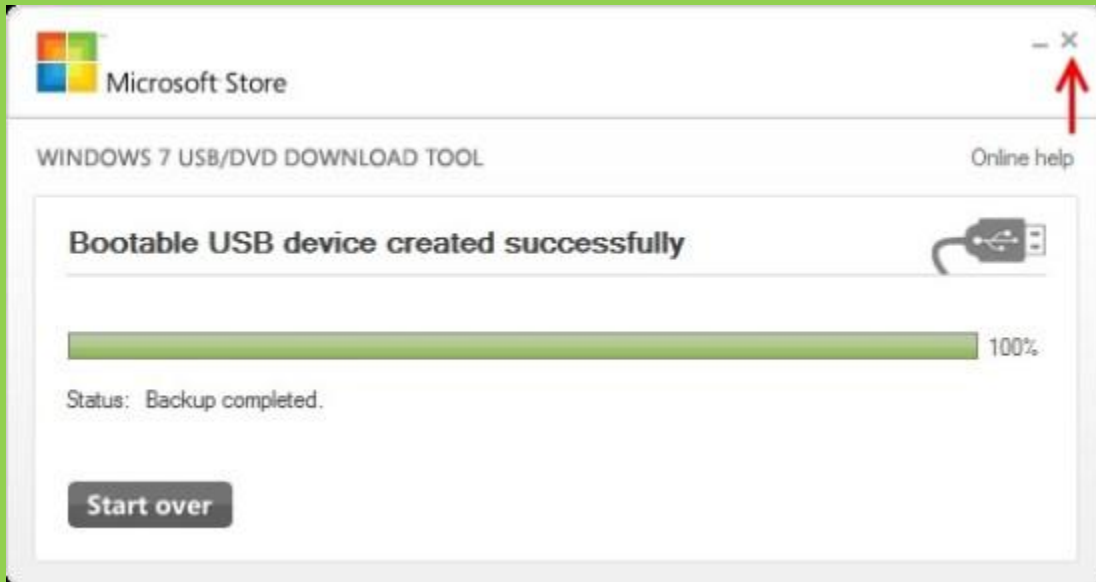 Microsoft Store
WINDOWS 7 USB/DVD DOWNLOAD TOOL
Online help
Bootable USB device created successfully
100%
Status: Backup completed.
Start over